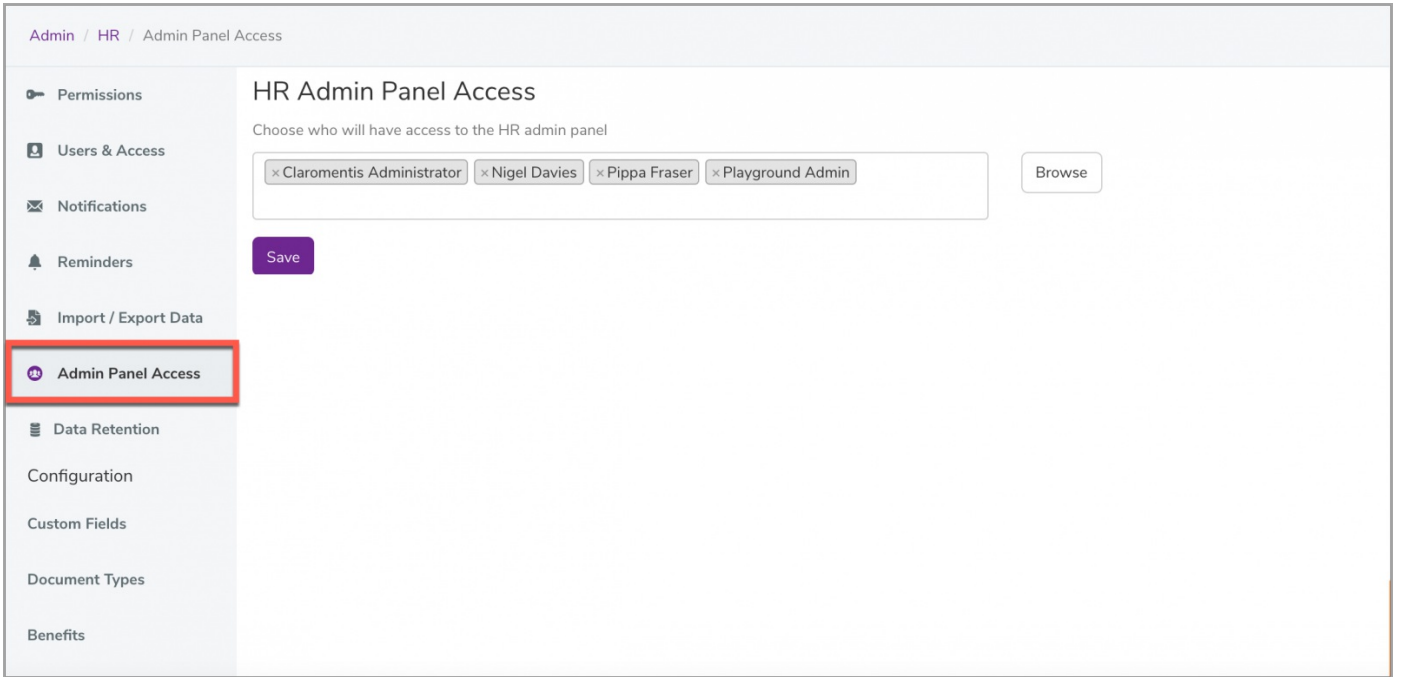 Admin / HR / Admin Panel Access
Permissions
Users & Access
Notifications
Reminders
Import / Export Data
Admin Panel Access
Data Retention
Configuration
Custom Fields
Document Types
Benefits
HR Admin Panel Access
Choose who will have access to the HR admin panel
×Claromentis Administrator ×Nigel Davies ×Pippa Fraser ×Playground Admin
Browse
Save